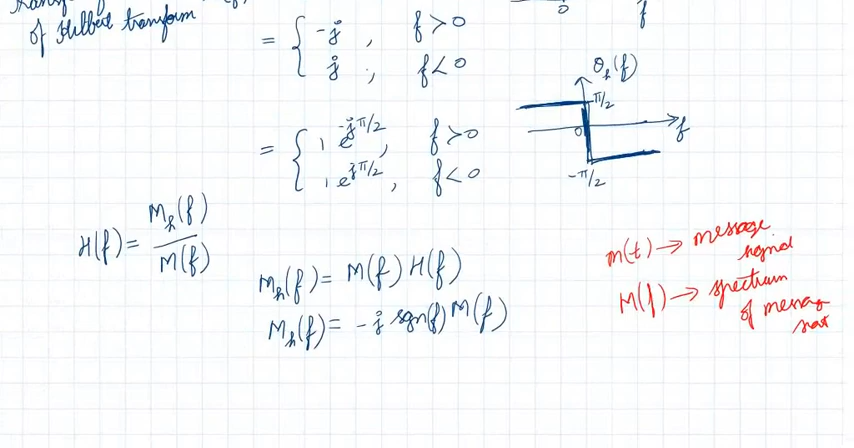 of Hilbert transform
0
f
= { -j , f > 0
j , f < 0
θₕ(f)
π/2
0
f
-π/2
= { 1 e^{-jπ/2}, f > 0
1 e^{jπ/2}, f < 0
H(f) = Mₕ(f) / M(f)
Mₕ(f) = M(f) H(f)
Mₕ(f) = -j sgn(f) M(f)
m(t) → message
signal
M(f) → spectrum
of message